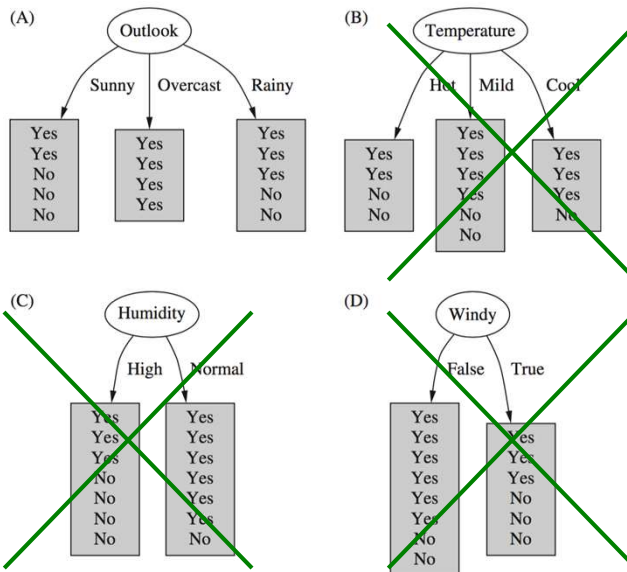 (A)
Outlook
Sunny Overcast Rainy
Yes
Yes
No
No
No
Yes
Yes
Yes
Yes
Yes
Yes
Yes
No
No
(B)
Temperature
Hot Mild Cool
Yes
Yes
No
No
Yes
Yes
Yes
Yes
No
No
Yes
Yes
Yes
No
(C)
Humidity
High Normal
Yes
Yes
Yes
No
No
No
No
Yes
Yes
Yes
Yes
Yes
Yes
No
(D)
Windy
False True
Yes
Yes
Yes
Yes
Yes
Yes
No
No
Yes
Yes
Yes
No
No
No